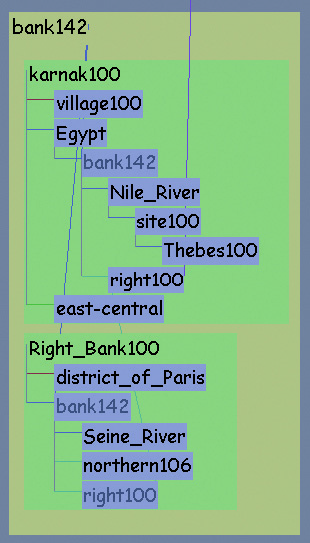 bank142
karnak100
village100
Egypt
bank142
Nile_River
site100
Thebes100
right100
east-central
Right_Bank100
district_of_Paris
bank142
Seine_River
northern106
right100